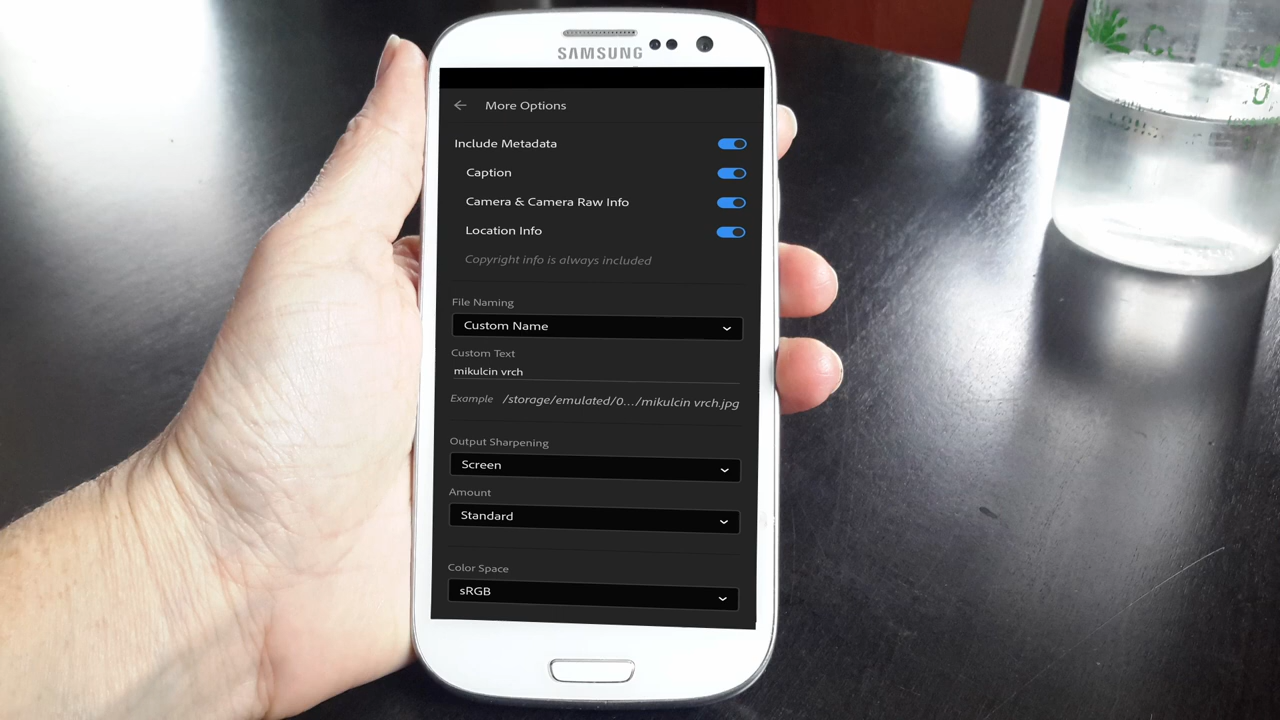 SAMSUNG
More Options
Include Metadata
Caption
Camera & Camera Raw Info
Location Info
Copyright info is always included
File Naming
Custom Name
Custom Text
mikulcin vrch
Example /storage/emulated/0.../mikulcin vrch.jpg
Output Sharpening
Screen
Amount
Standard
Color Space
sRGB